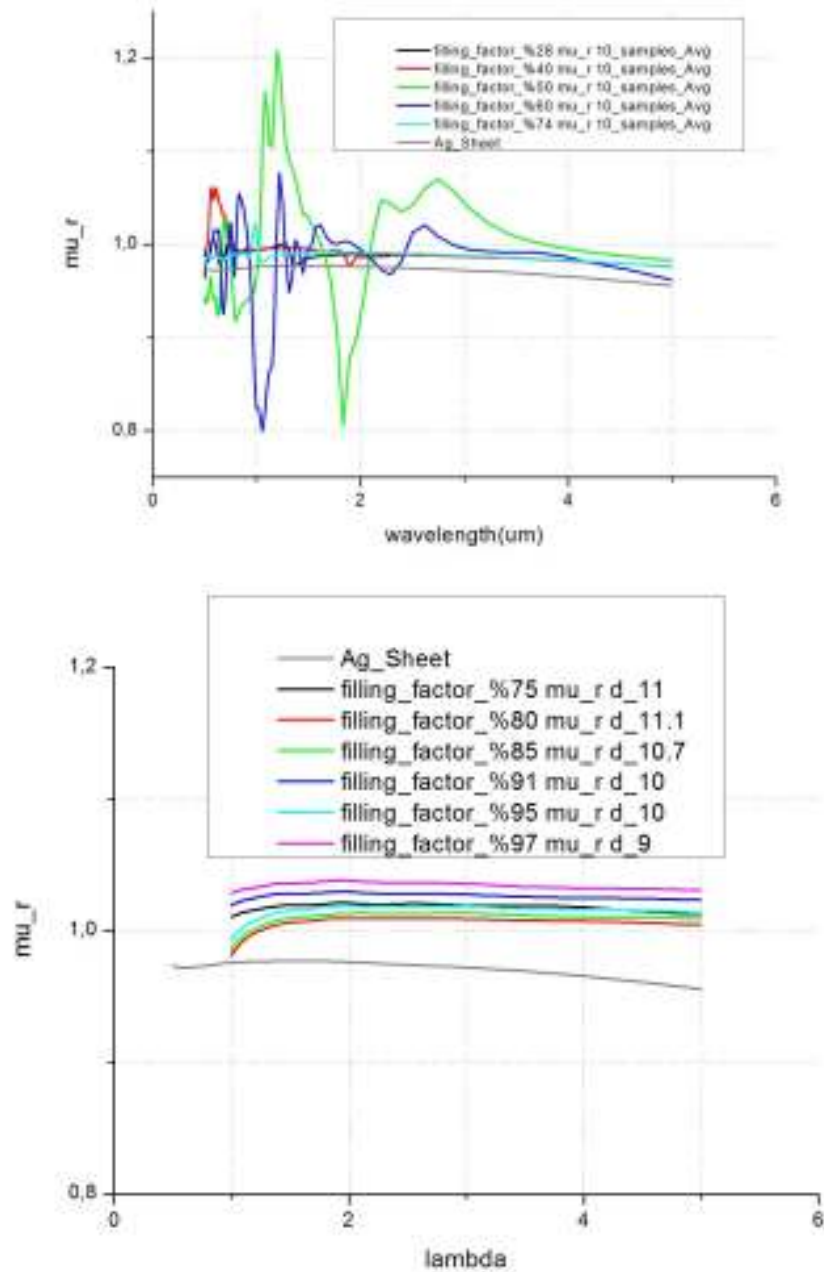 1,2
1,0
0,8
mu_r
filling_factor_%28 mu_r 10_samples_Avg
filling_factor_%40 mu_r 10_samples_Avg
filling_factor_%50 mu_r 10_samples_Avg
filling_factor_%60 mu_r 10_samples_Avg
filling_factor_%74 mu_r 10_samples_Avg
Ag_Sheet
0 2 4 6
wavelength(um)
Ag_Sheet
filling_factor_%75 mu_r d_11
filling_factor_%80 mu_r d_11.1
filling_factor_%85 mu_r d_10.7
filling_factor_%91 mu_r d_10
filling_factor_%95 mu_r d_10
filling_factor_%97 mu_r d_9
1,2
1,0
0,8
mu_r
0 2 4 6
lambda